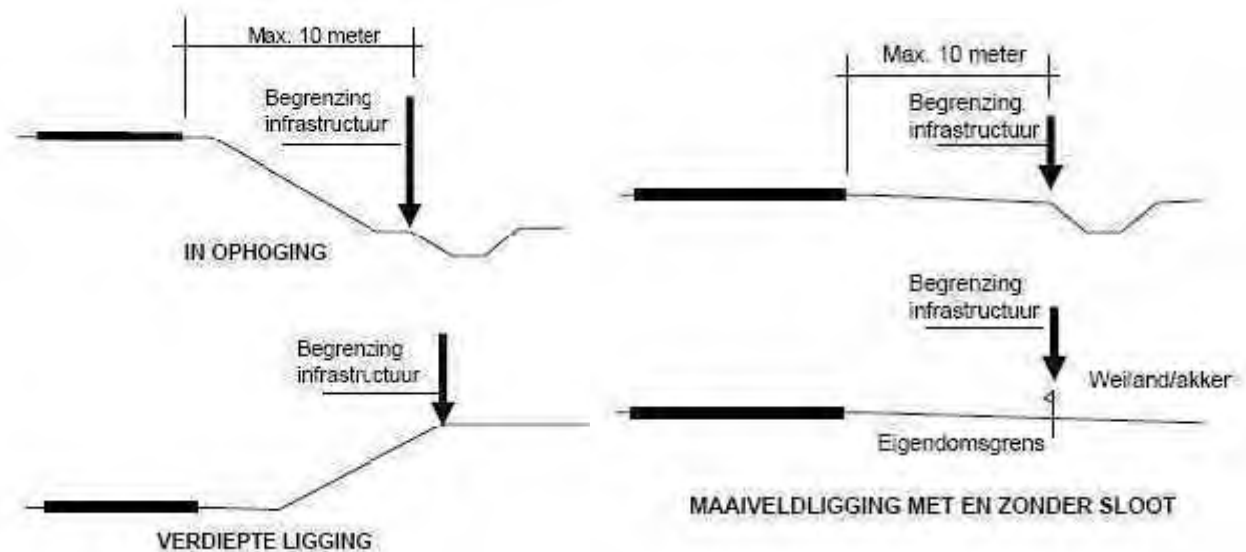 Max. 10 meter
Begrenzing
infrastructuur
IN OPHOGING
Begrenzing
infrastructuur
VERDIEPTE LIGGING
Max. 10 meter
Begrenzing
infrastructuur
Begrenzing
infrastructuur
Weiland/akker
Eigendomsgrens
MAAIVELDLIGGING MET EN ZONDER SLOOT